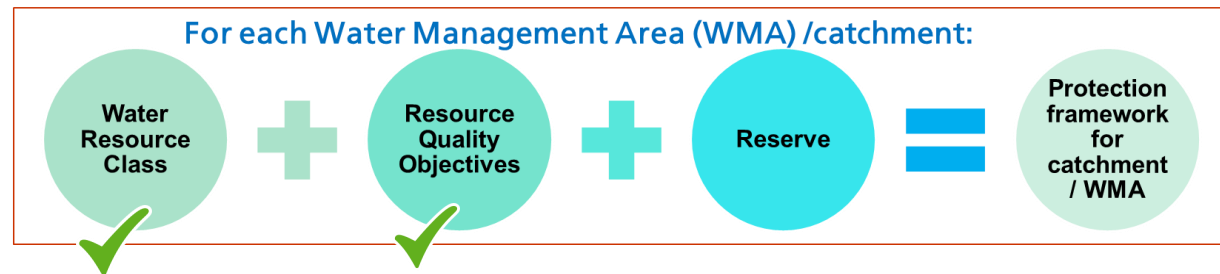 For each Water Management Area (WMA) /catchment:
Water
Resource
Class
Resource
Quality
Objectives
Reserve
Protection
framework
for
catchment
/ WMA